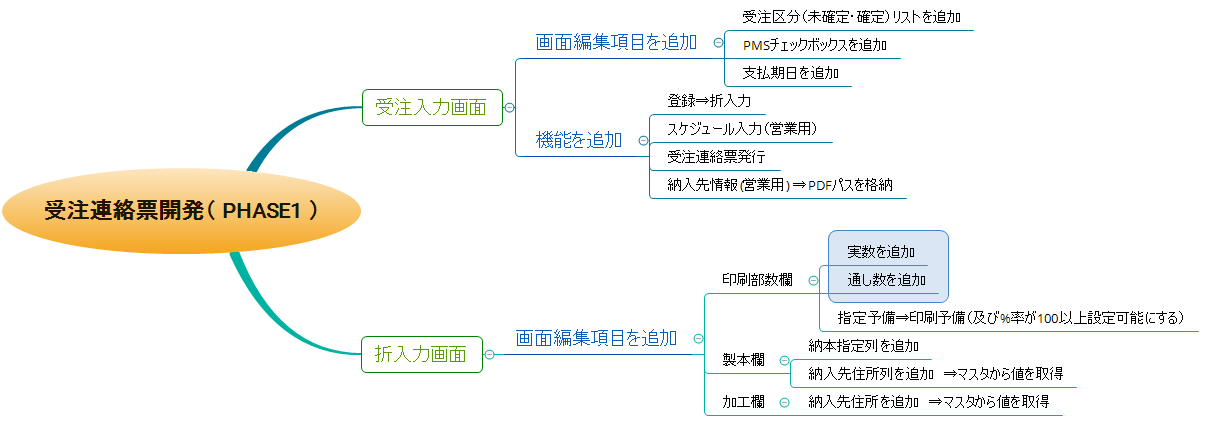 受注連絡票開発( PHASE1 )
受注入力画面
画面編集項目を追加
受注区分(未確定・確定)リストを追加
PMSチェックボックスを追加
支払期日を追加
機能を追加
登録⇒折入力
スケジュール入力(営業用)
受注連絡票発行
納入先情報(営業用)⇒PDFパスを格納
折入力画面
画面編集項目を追加
印刷部数欄
実数を追加
通し数を追加
指定予備⇒印刷予備(及び%率が100以上設定可能にする)
製本欄
納本指定列を追加
納入先住所列を追加 ⇒マスタから値を取得
加工欄
納入先住所を追加 ⇒マスタから値を取得